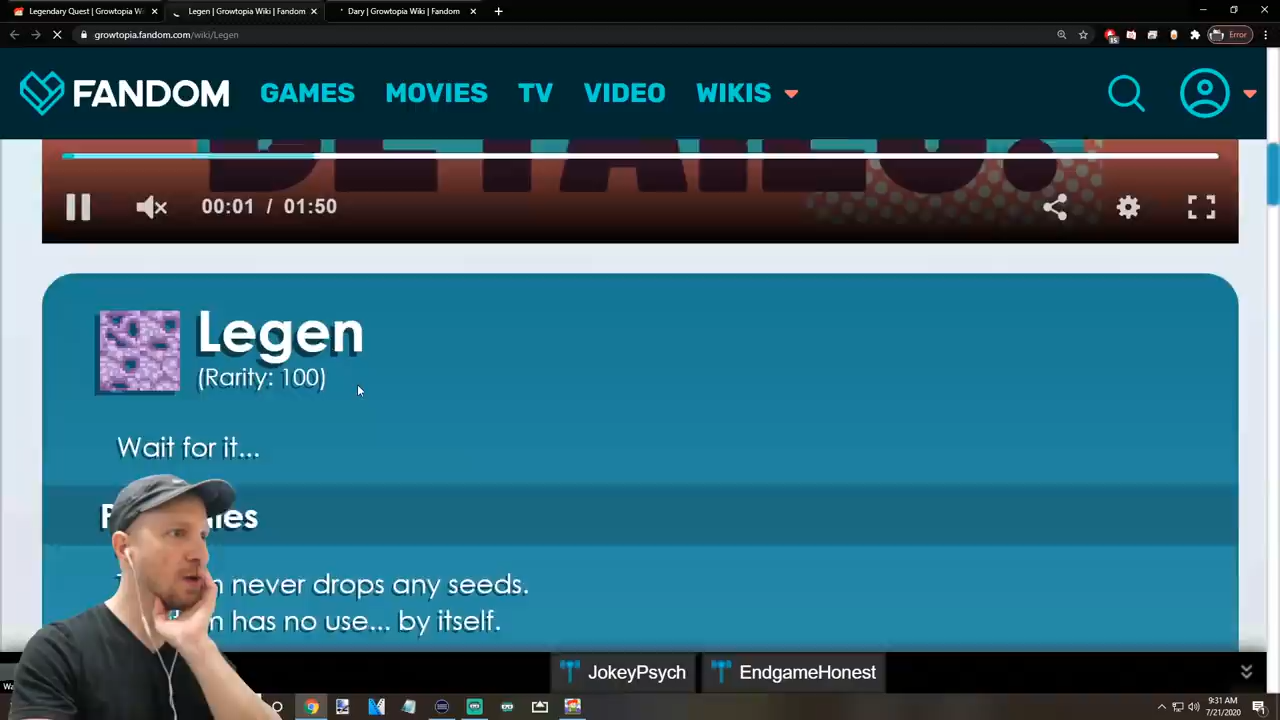 Legendary Quest | Growtopia W
Legen | Growtopia Wiki | Fandom
Dary | Growtopia Wiki | Fandom
growtopia.fandom.com/wiki/Legen
15
Error
FANDOM
GAMES
MOVIES
TV
VIDEO
WIKIS
DETAILS!
00:01 / 01:50
Legen
(Rarity: 100)
Wait for it...
never drops any seeds.
has no use... by itself.
JokeyPsych
EndgameHonest
9:31 AM
7/21/2020